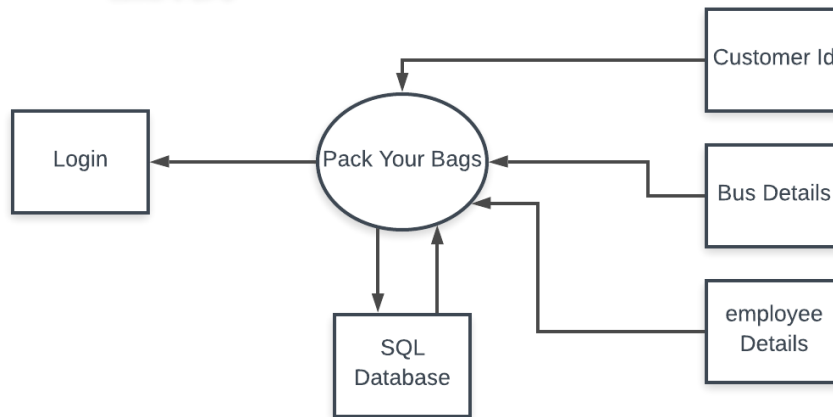 Customer Id
Login
Pack Your Bags
Bus Details
employee
Details
SQL
Database